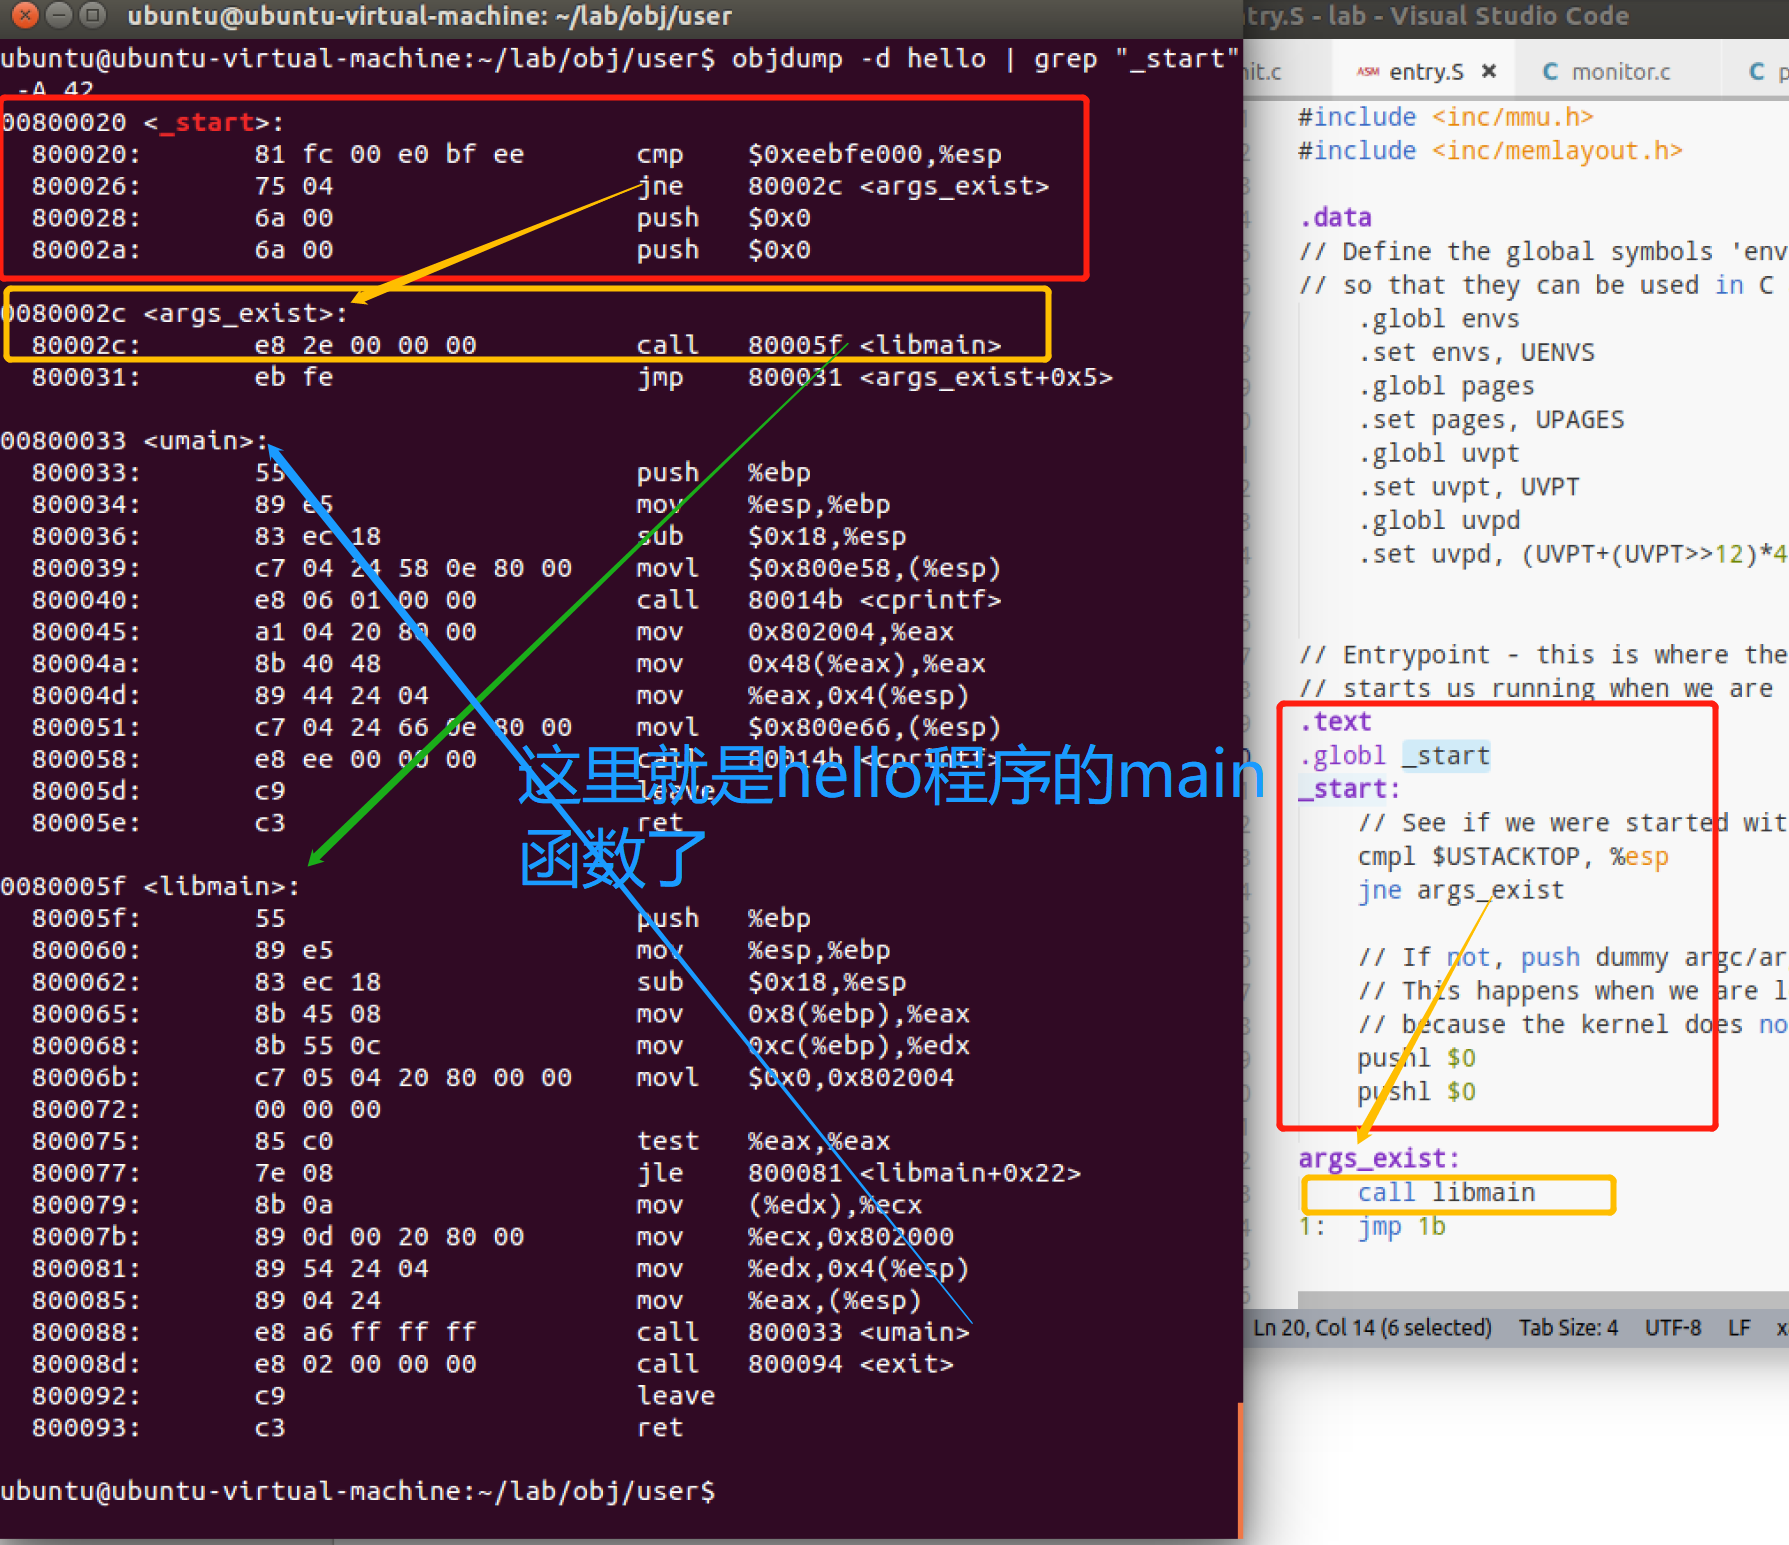 ubuntu@ubuntu-virtual-machine: ~/lab/obj/user
ubuntu@ubuntu-virtual-machine:~/lab/obj/user$ objdump -d hello | grep "_start"
-A 42
00800020 <_start>:
800020: 81 fc 00 e0 bf ee cmp $0xeebfe000,%esp
800026: 75 04 jne 80002c <args_exist>
800028: 6a 00 push $0x0
80002a: 6a 00 push $0x0
0080002c <args_exist>:
80002c: e8 2e 00 00 00 call 80005f <libmain>
800031: eb fe jmp 800031 <args_exist+0x5>
00800033 <umain>:
800033: 55 push %ebp
800034: 89 e5 mov %esp,%ebp
800036: 83 ec 18 sub $0x18,%esp
800039: c7 04 24 58 0e 80 00 movl $0x800e58,(%esp)
800040: e8 06 01 00 00 call 80014b <cprintf>
800045: a1 04 20 80 00 mov 0x802004,%eax
80004a: 8b 40 48 mov 0x48(%eax),%eax
80004d: 89 44 24 04 mov %eax,0x4(%esp)
800051: c7 04 24 66 0e 80 00 movl $0x800e66,(%esp)
800058: e8 ee 00 00 00 call 80014b <cprintf>
80005d: c9 leave
80005e: c3 ret
这里就是hello程序的main
函数了
0080005f <libmain>:
80005f: 55 push %ebp
800060: 89 e5 mov %esp,%ebp
800062: 83 ec 18 sub $0x18,%esp
800065: 8b 45 08 mov 0x8(%ebp),%eax
800068: 8b 55 0c mov 0xc(%ebp),%edx
80006b: c7 05 04 20 80 00 00 movl $0x0,0x802004
800072: 00 00 00
800075: 85 c0 test %eax,%eax
800077: 7e 08 jle 800081 <libmain+0x22>
800079: 8b 0a mov (%edx),%ecx
80007b: 89 0d 00 20 80 00 mov %ecx,0x802000
800081: 89 54 24 04 mov %edx,0x4(%esp)
800085: 89 04 24 mov %eax,(%esp)
800088: e8 a6 ff ff ff call 800033 <umain>
80008d: e8 02 00 00 00 call 800094 <exit>
800092: c9 leave
800093: c3 ret
ubuntu@ubuntu-virtual-machine:~/lab/obj/user$
try.S - lab - Visual Studio Code
nit.c ASM entry.S × C monitor.c C p
#include <inc/mmu.h>
#include <inc/memlayout.h>
.data
// Define the global symbols 'env
// so that they can be used in C
.globl envs
.set envs, UENVS
.globl pages
.set pages, UPAGES
.globl uvpt
.set uvpt, UVPT
.globl uvpd
.set uvpd, (UVPT+(UVPT>>12)*4
// Entrypoint - this is where the
// starts us running when we are
.text
.globl _start
_start:
// See if we were started wit
cmpl $USTACKTOP, %esp
jne args_exist
// If not, push dummy argc/ar
// This happens when we are l
// because the kernel does no
pushl $0
pushl $0
args_exist:
call libmain
1: jmp 1b
Ln 20, Col 14 (6 selected) Tab Size: 4 UTF-8 LF